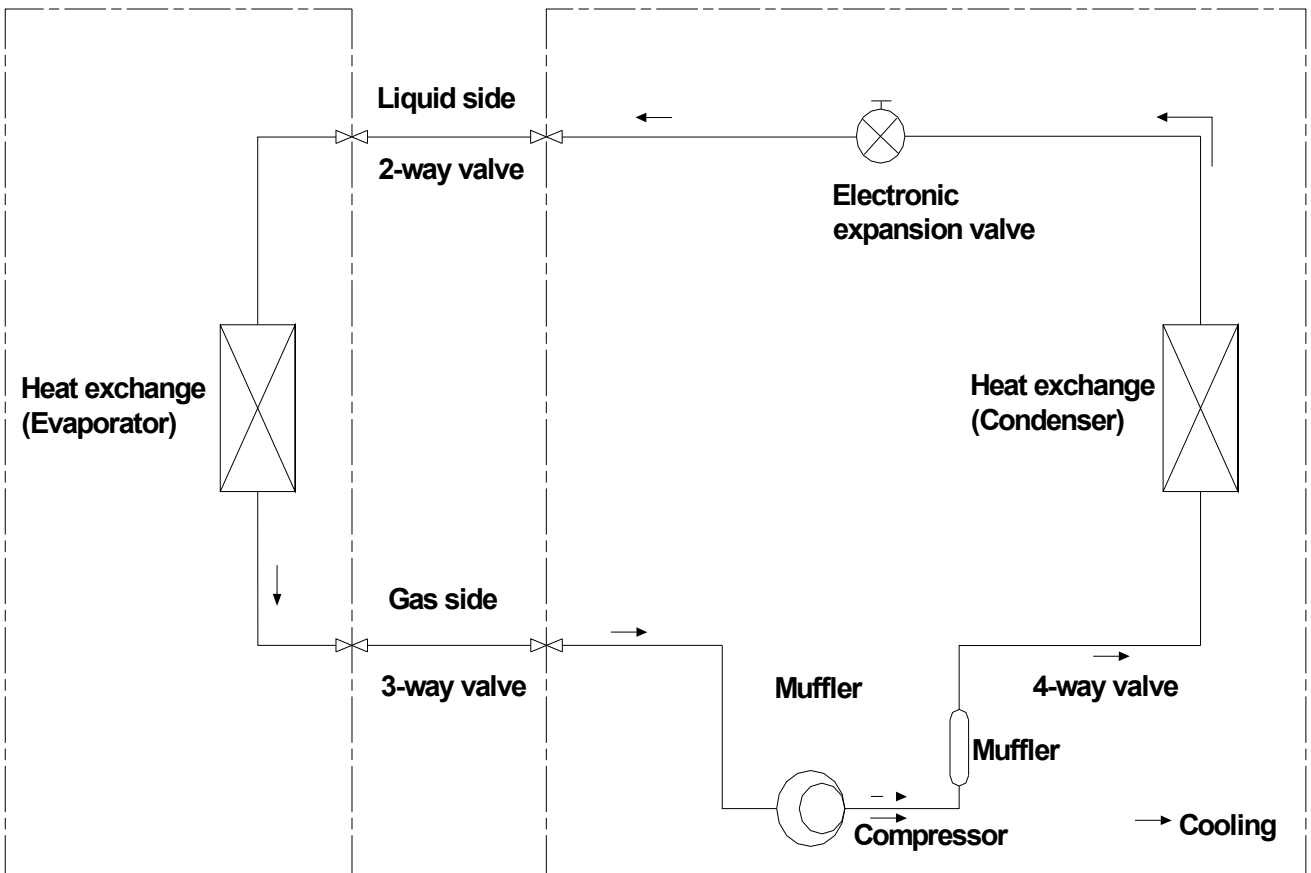 Liquid side
2-way valve
Electronic
expansion valve
Heat exchange
(Evaporator)
Heat exchange
(Condenser)
Gas side
3-way valve
Muffler
4-way valve
Muffler
Compressor
Cooling